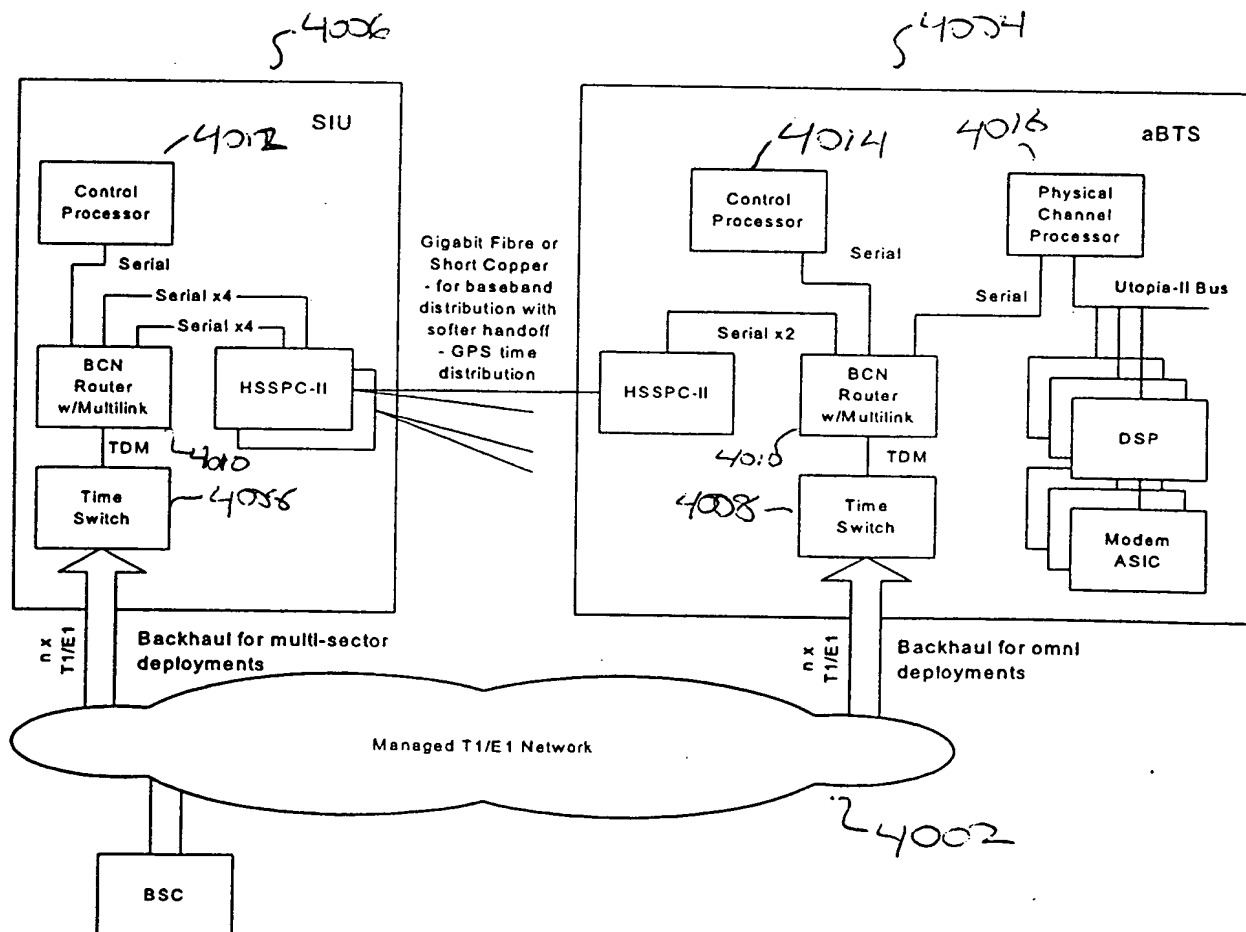 4006
4004
SIU
aBTS
4012
4014
4016
Control
Processor
Control
Processor
Physical
Channel
Processor
Gigabit Fibre or
Short Copper
- for baseband
distribution with
softer handoff
- GPS time
distribution
Serial
Serial
Serial
Utopia-II Bus
Serial x4
Serial x4
Serial x2
BCN
Router
w/Multilink
HSSPC-II
HSSPC-II
BCN
Router
w/Multilink
DSP
TDM
4010
4010
TDM
Time
Switch
4008
Time
Switch
Modem
ASIC
n x
T1/E1
Backhaul for multi-sector
deployments
n x
T1/E1
Backhaul for omni
deployments
Managed T1/E1 Network
4002
BSC